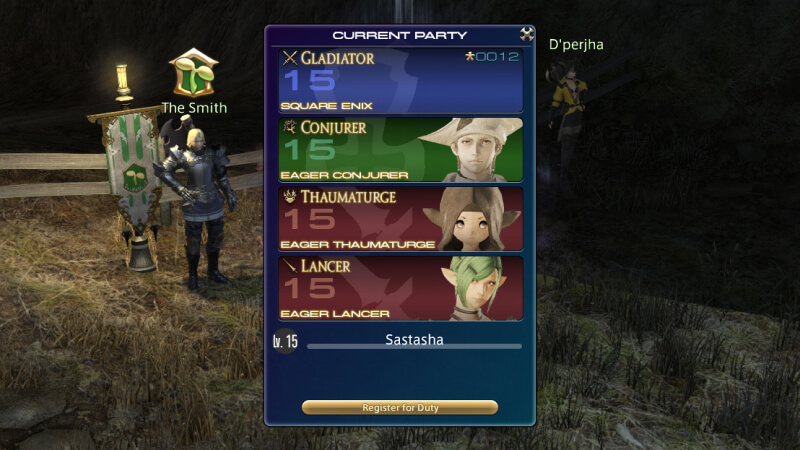 CURRENT PARTY
D'perjha
GLADIATOR
0012
15
The Smith
SQUARE ENIX
CONJURER
15
EAGER CONJURER
THAUMATURGE
15
EAGER THAUMATURGE
LANCER
15
EAGER LANCER
Lv. 15
Sastasha
Register for Duty